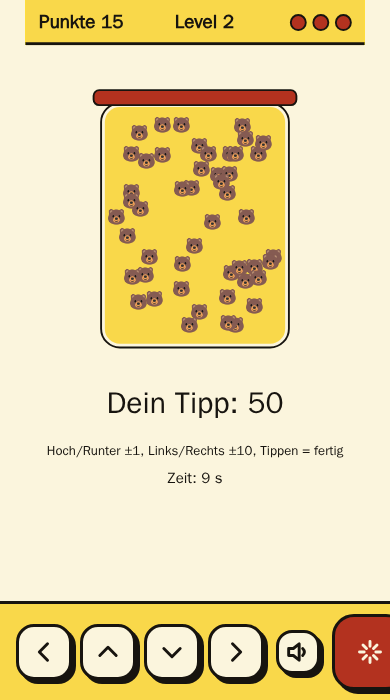 Punkte 15 Level 2
Dein Tipp: 50
Hoch/Runter ±1, Links/Rechts ±10, Tippen = fertig
Zeit: 9 s